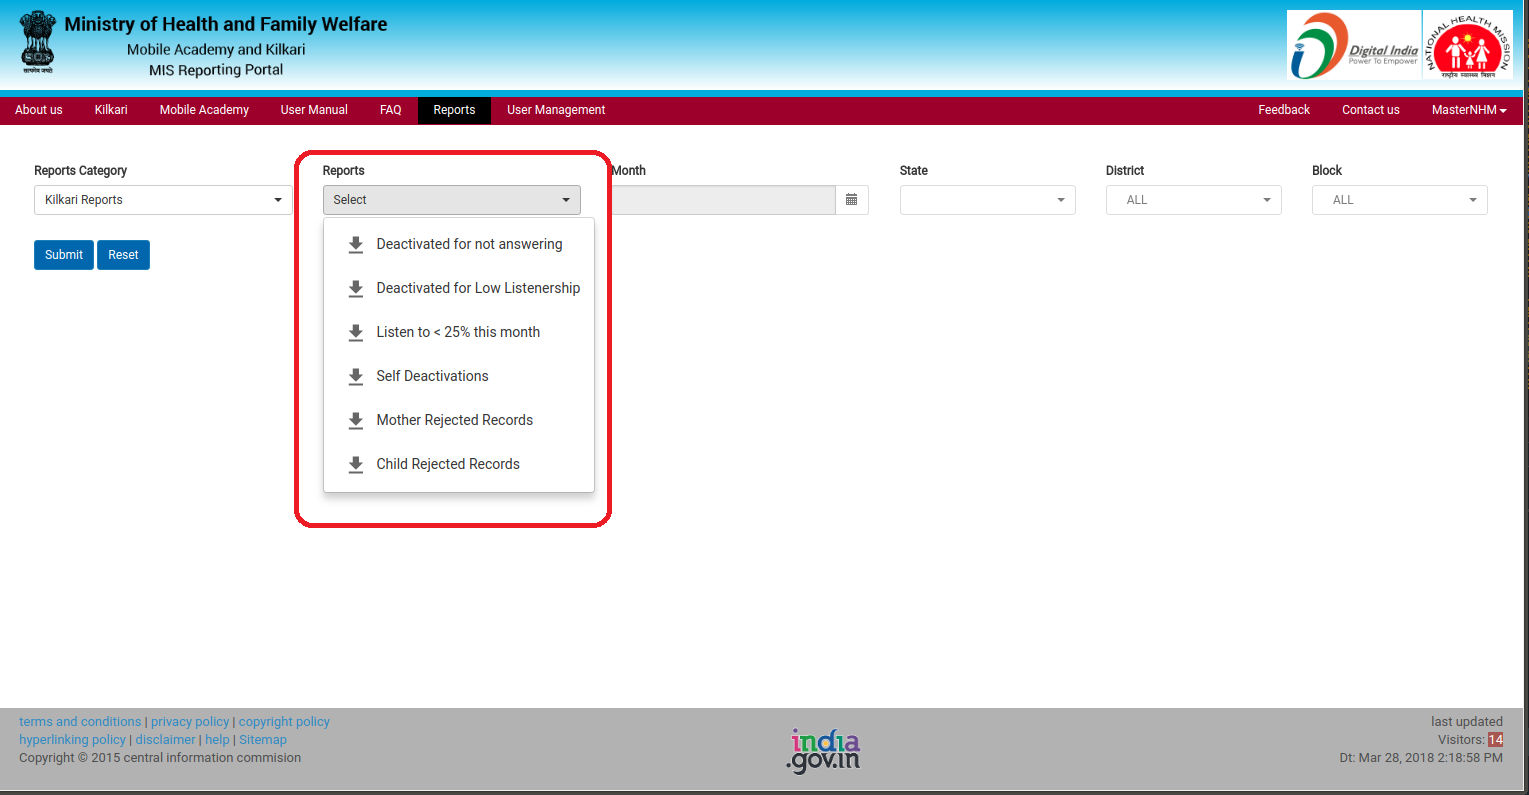 Ministry of Health and Family Welfare
Mobile Academy and Kilkari
MIS Reporting Portal
सत्यमेव जयते
Digital India
Power To Empower
NATIONAL HEALTH MISSION
राष्ट्रीय स्वास्थ्य मिशन
About us Kilkari Mobile Academy User Manual FAQ Reports User Management Feedback Contact us MasterNHM
Reports Category Reports Month State District Block
Kilkari Reports Select ALL ALL
Submit Reset
Deactivated for not answering
Deactivated for Low Listenership
Listen to < 25% this month
Self Deactivations
Mother Rejected Records
Child Rejected Records
terms and conditions | privacy policy | copyright policy
hyperlinking policy | disclaimer | help | Sitemap
Copyright © 2015 central information commision
india
.gov.in
last updated
Visitors: 14
Dt: Mar 28, 2018 2:18:58 PM